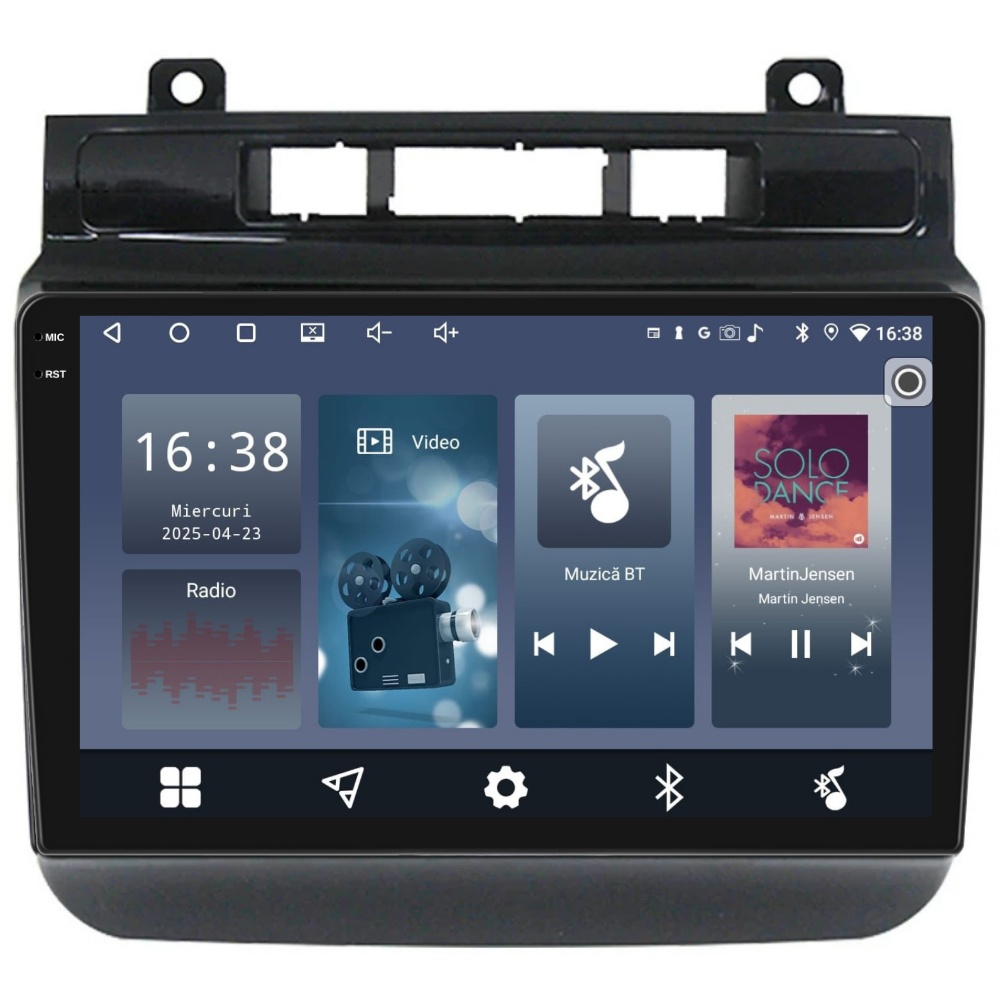 MIC
RST
16:38
16:38
Miercuri
2025-04-23
Radio
Video
Muzică BT
SOLO
DANCE
MARTIN JENSEN
MartinJensen
Martin Jensen